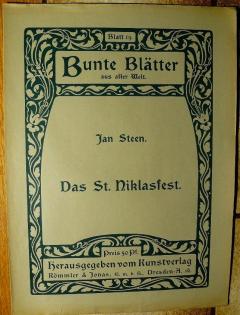 Blatt 19
Bunte Blätter
aus aller Welt.
Jan Steen.
Das St. Niklasfest.
Preis 50 Pf.
Herausgegeben vom Kunstverlag
Römmler & Jonas, G. m. b. H., Dresden-A. 16.